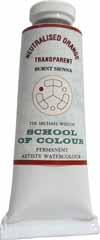 NEUTRALISED ORANGE
TRANSPARENT
BURNT SIENNA
THE MICHAEL WILCOX
SCHOOL
OF COLOUR
PERMANENT
ARTISTS' WATERCOLOUR